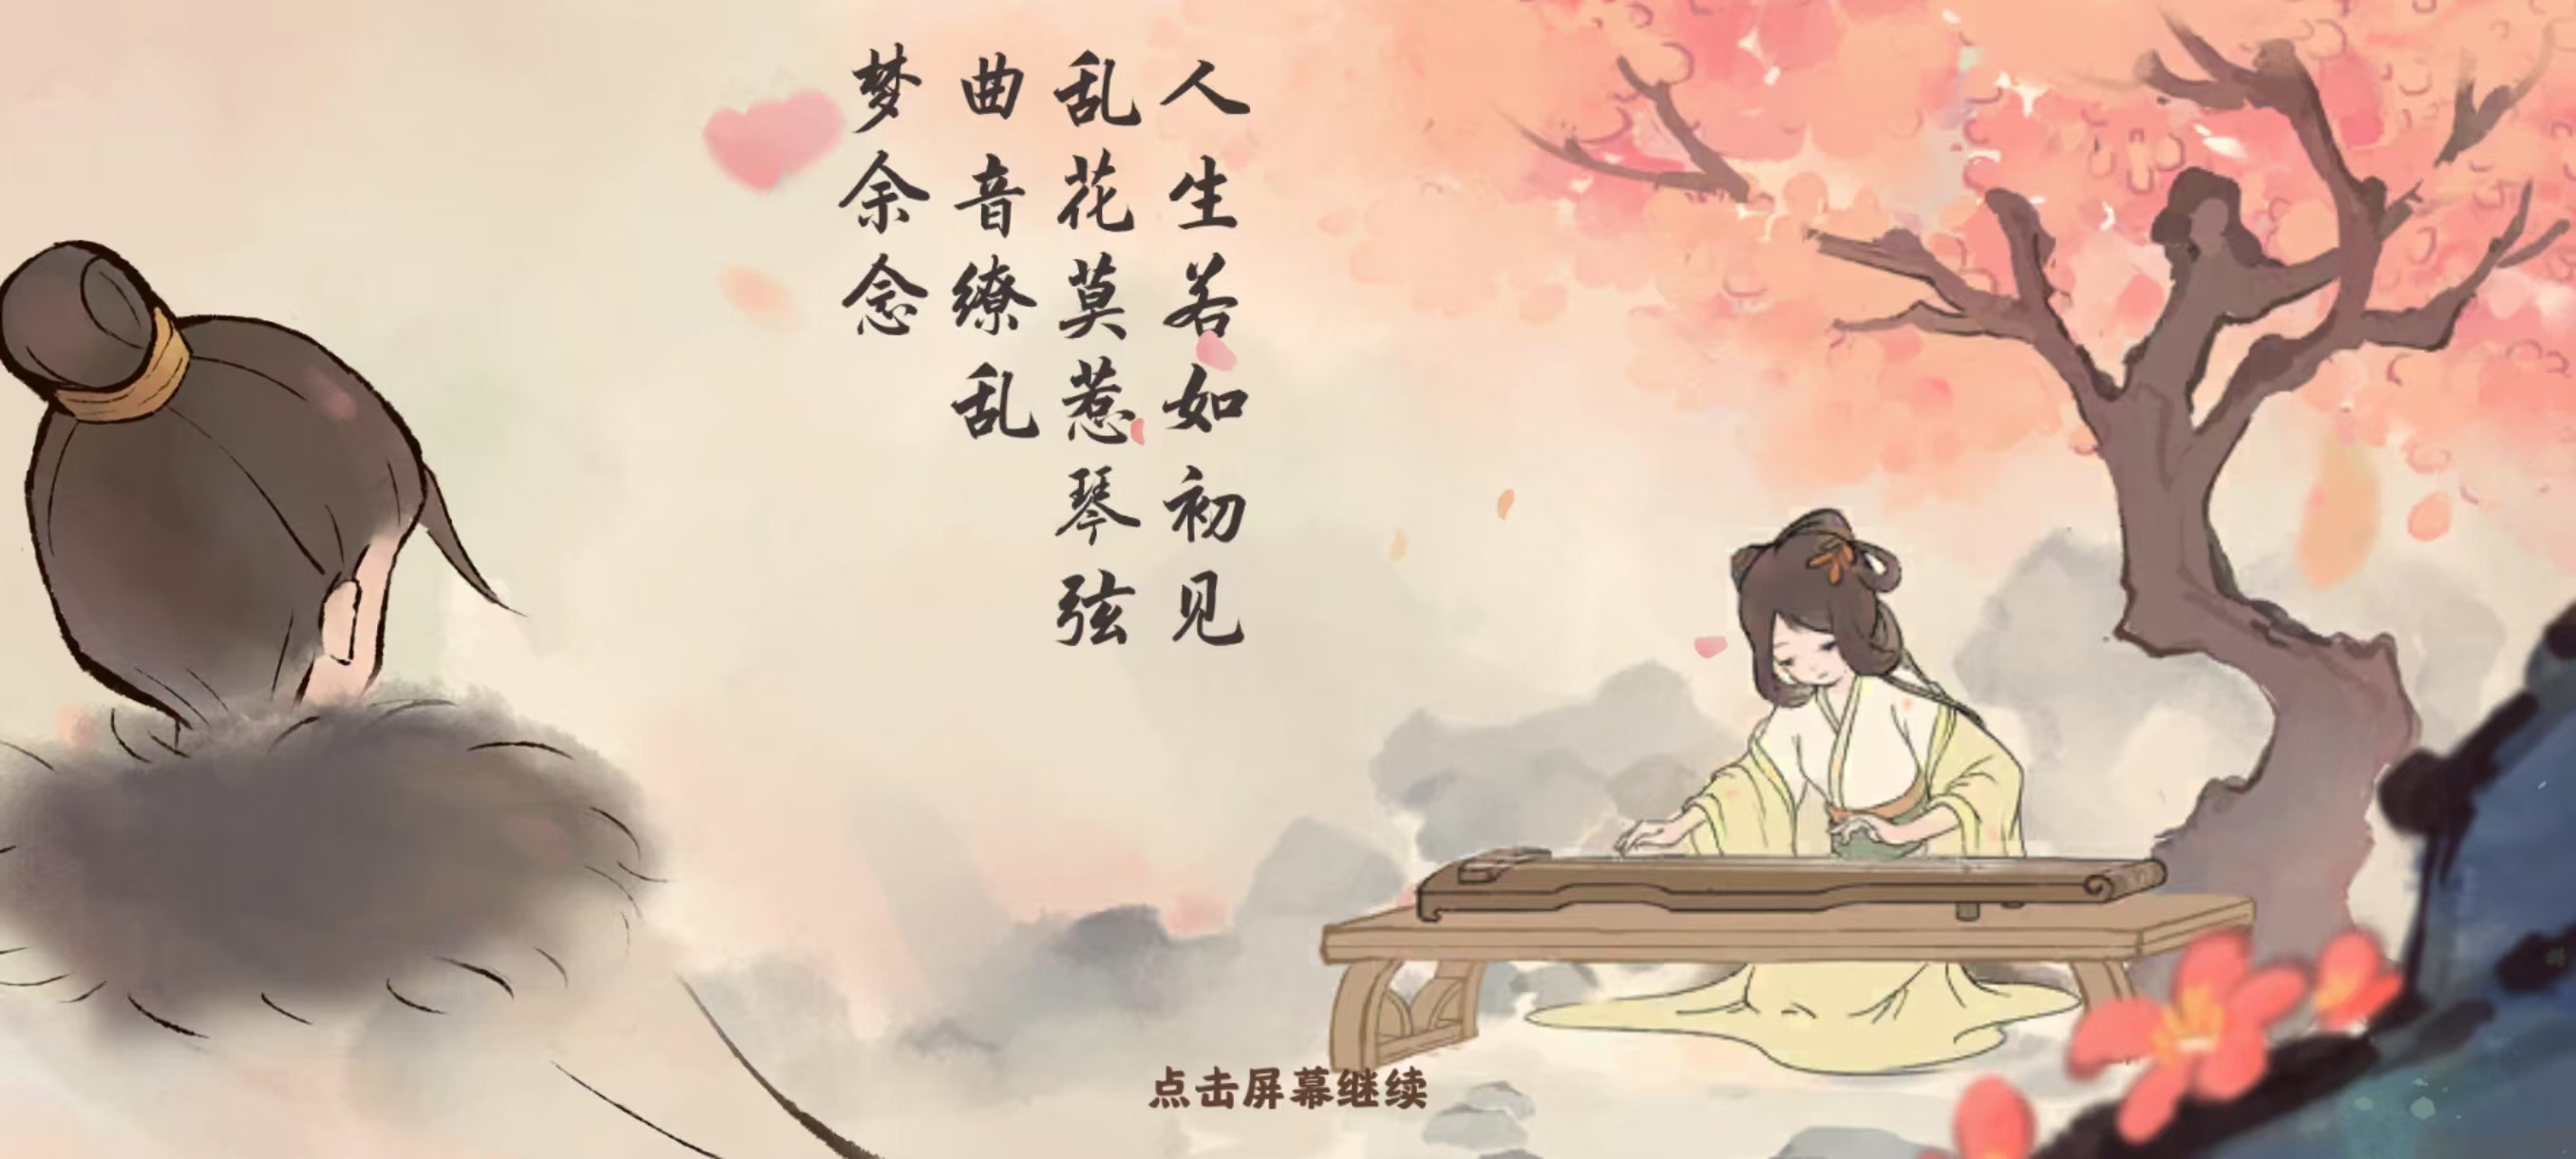 人生若如初见
乱花莫惹琴弦
曲音缭乱
梦余念
点击屏幕继续